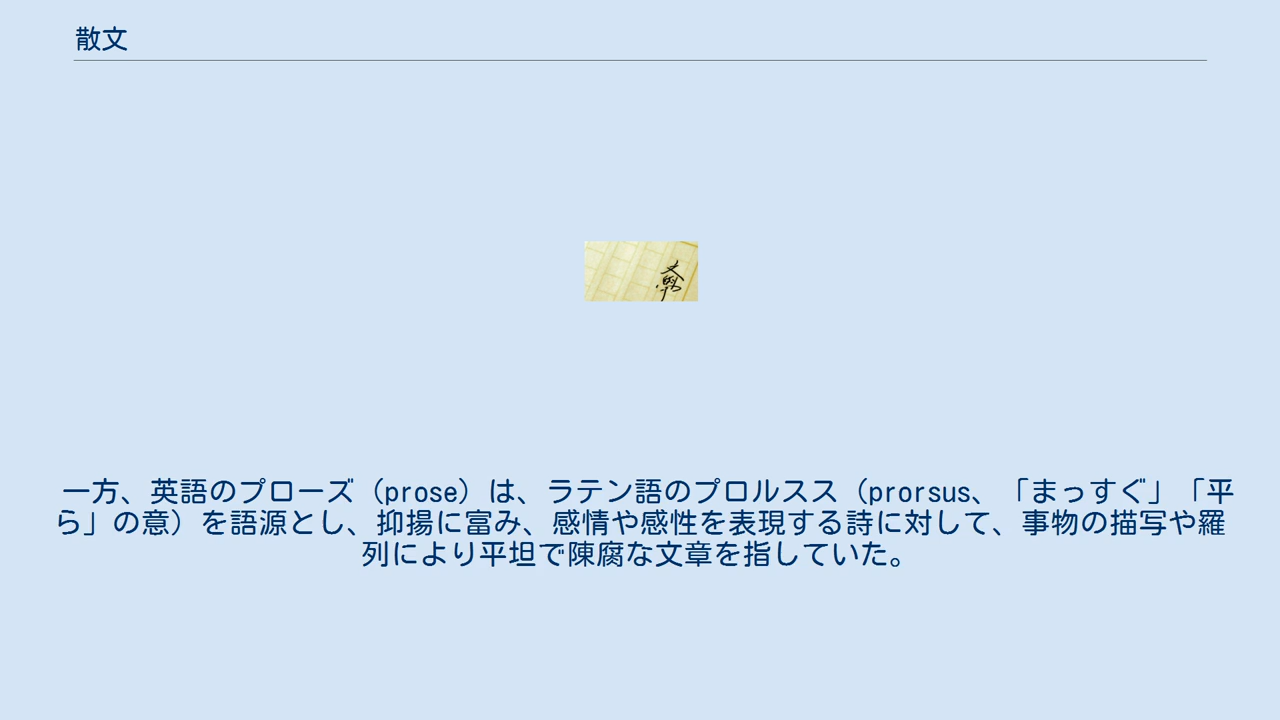 散文
一方、英語のプローズ（prose）は、ラテン語のプロルスス（prorsus、「まっすぐ」「平
ら」の意）を語源とし、抑揚に富み、感情や感性を表現する詩に対して、事物の描写や羅
列により平坦で陳腐な文章を指していた。